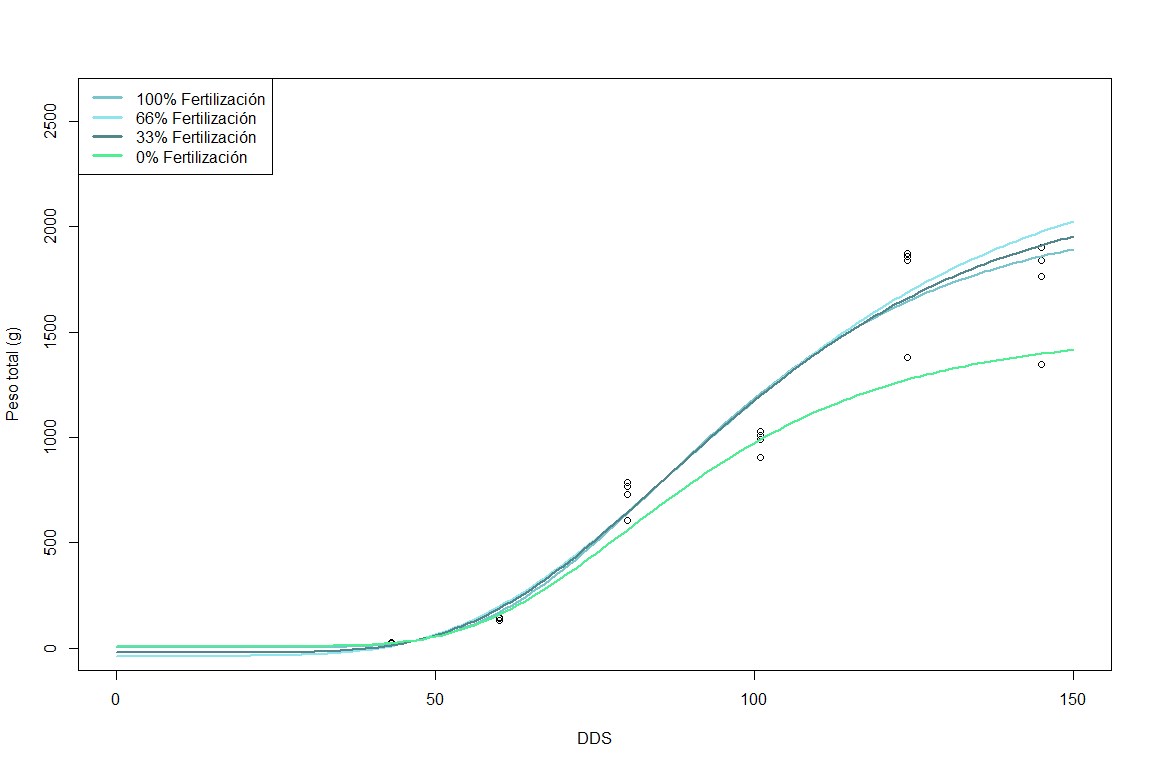 100% Fertilización
66% Fertilización
33% Fertilización
0% Fertilización
Peso total (g)
2500
2000
1500
1000
500
0
0 50 100 150
DDS